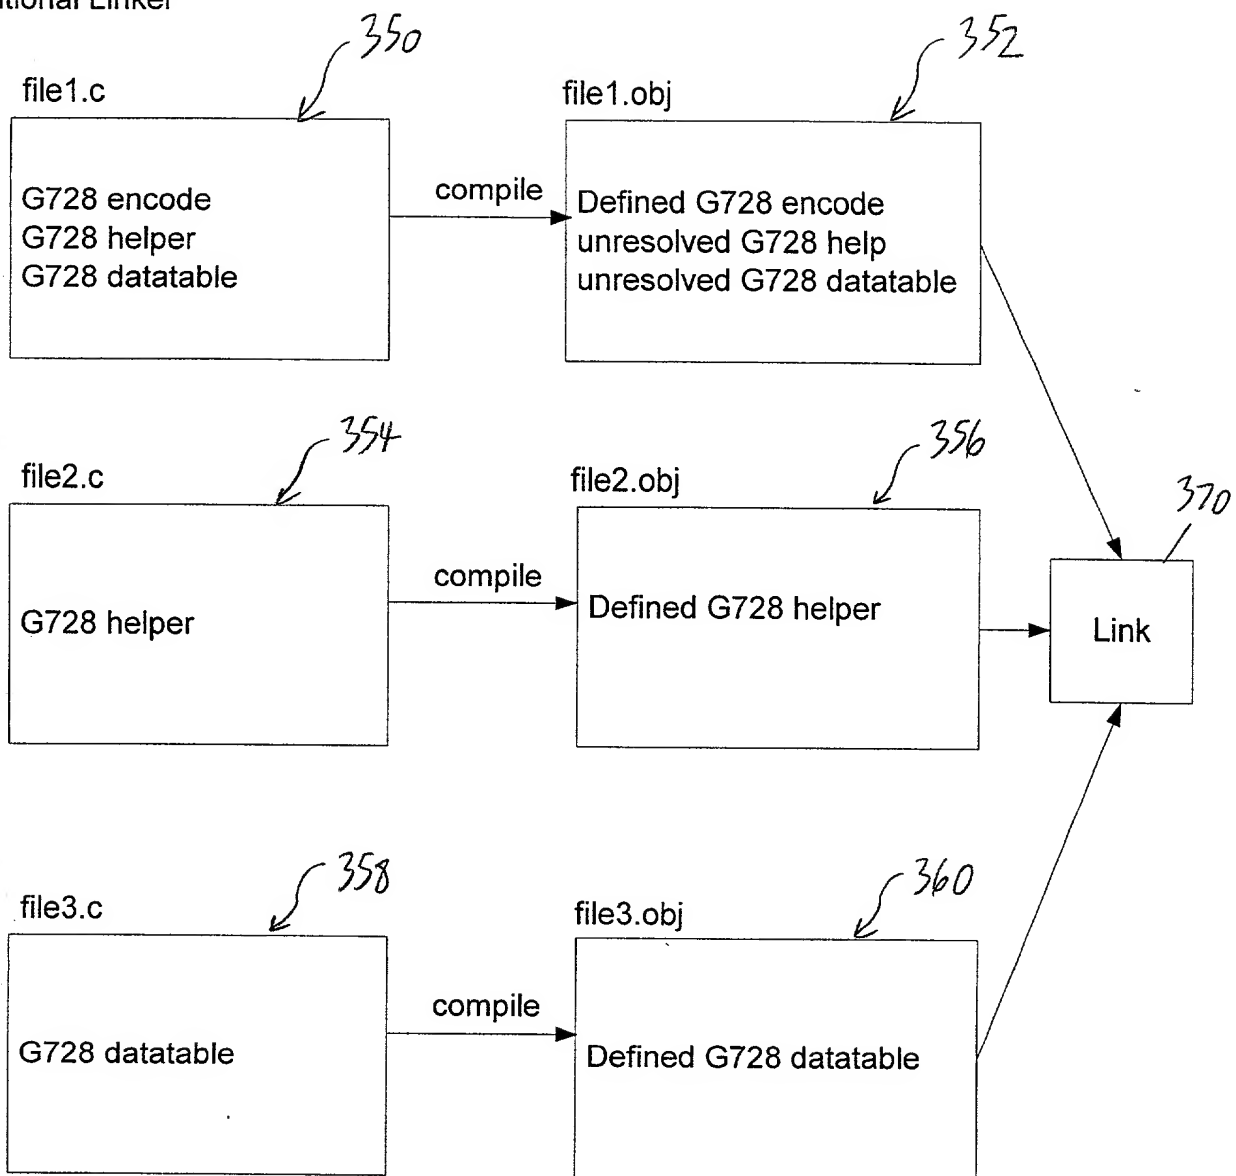 350
352
file1.c
file1.obj
G728 encode
G728 helper
G728 datatable
compile
Defined G728 encode
unresolved G728 help
unresolved G728 datatable
354
356
file2.c
file2.obj
370
G728 helper
compile
Defined G728 helper
Link
358
360
file3.c
file3.obj
G728 datatable
compile
Defined G728 datatable